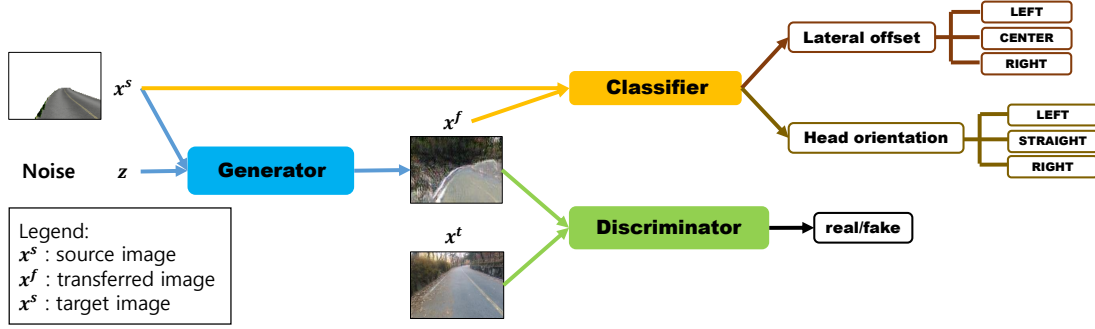 LEFT
Lateral offset
CENTER
RIGHT
x^s
Classifier
x^f
LEFT
Head orientation
STRAIGHT
RIGHT
Noise z
Generator
Legend:
x^s : source image
x^f : transferred image
x^s : target image
x^t
Discriminator
real/fake